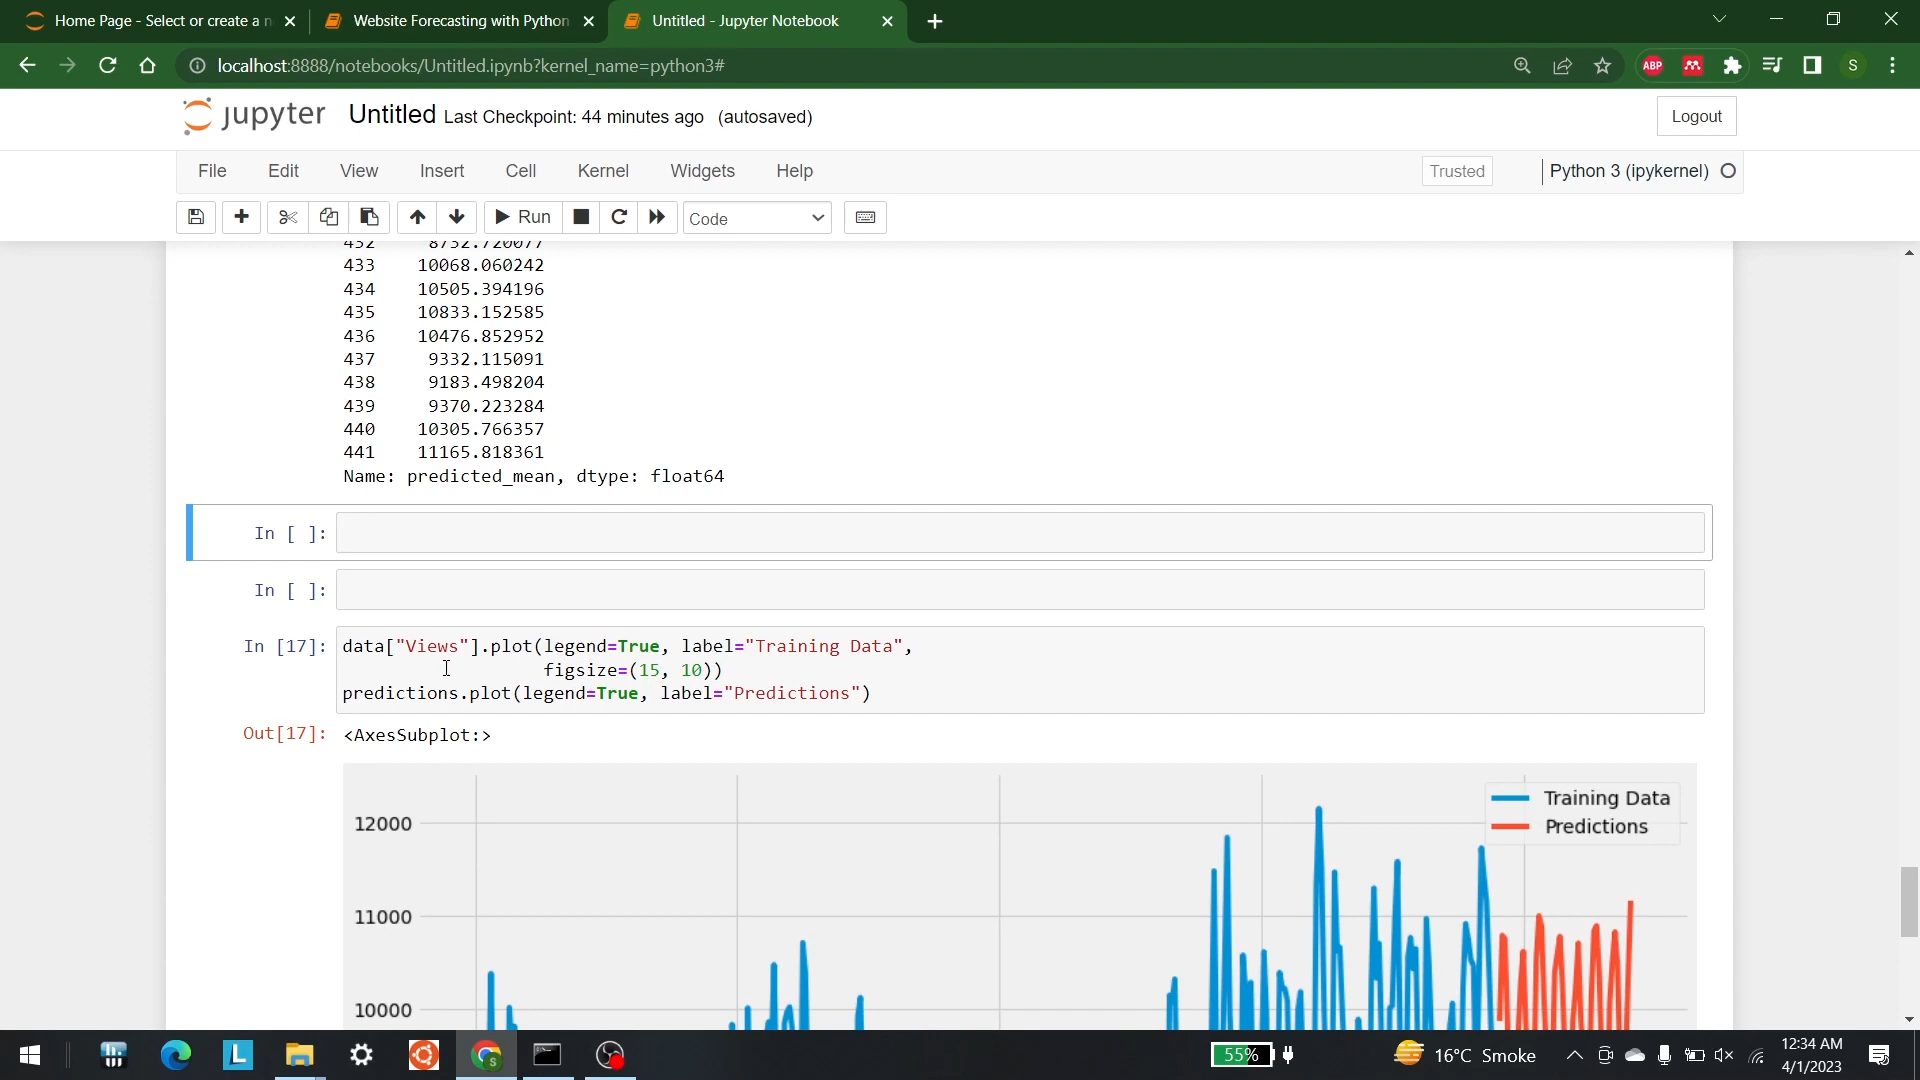 Home Page - Select or create a n
Website Forecasting with Python
Untitled - Jupyter Notebook
localhost:8888/notebooks/Untitled.ipynb?kernel_name=python3#
ABP
S
jupyter Untitled Last Checkpoint: 44 minutes ago (autosaved)
Logout
File Edit View Insert Cell Kernel Widgets Help
Trusted
Python 3 (ipykernel)
Run
Code
432 8732.720077
433 10068.060242
434 10505.394196
435 10833.152585
436 10476.852952
437 9332.115091
438 9183.498204
439 9370.223284
440 10305.766357
441 11165.818361
Name: predicted_mean, dtype: float64
In [ ]:
In [ ]:
In [17]: data["Views"].plot(legend=True, label="Training Data",
figsize=(15, 10))
predictions.plot(legend=True, label="Predictions")
Out[17]: <AxesSubplot:>
Training Data
Predictions
12000
11000
10000
L
S
55%
16°C Smoke
12:34 AM
4/1/2023